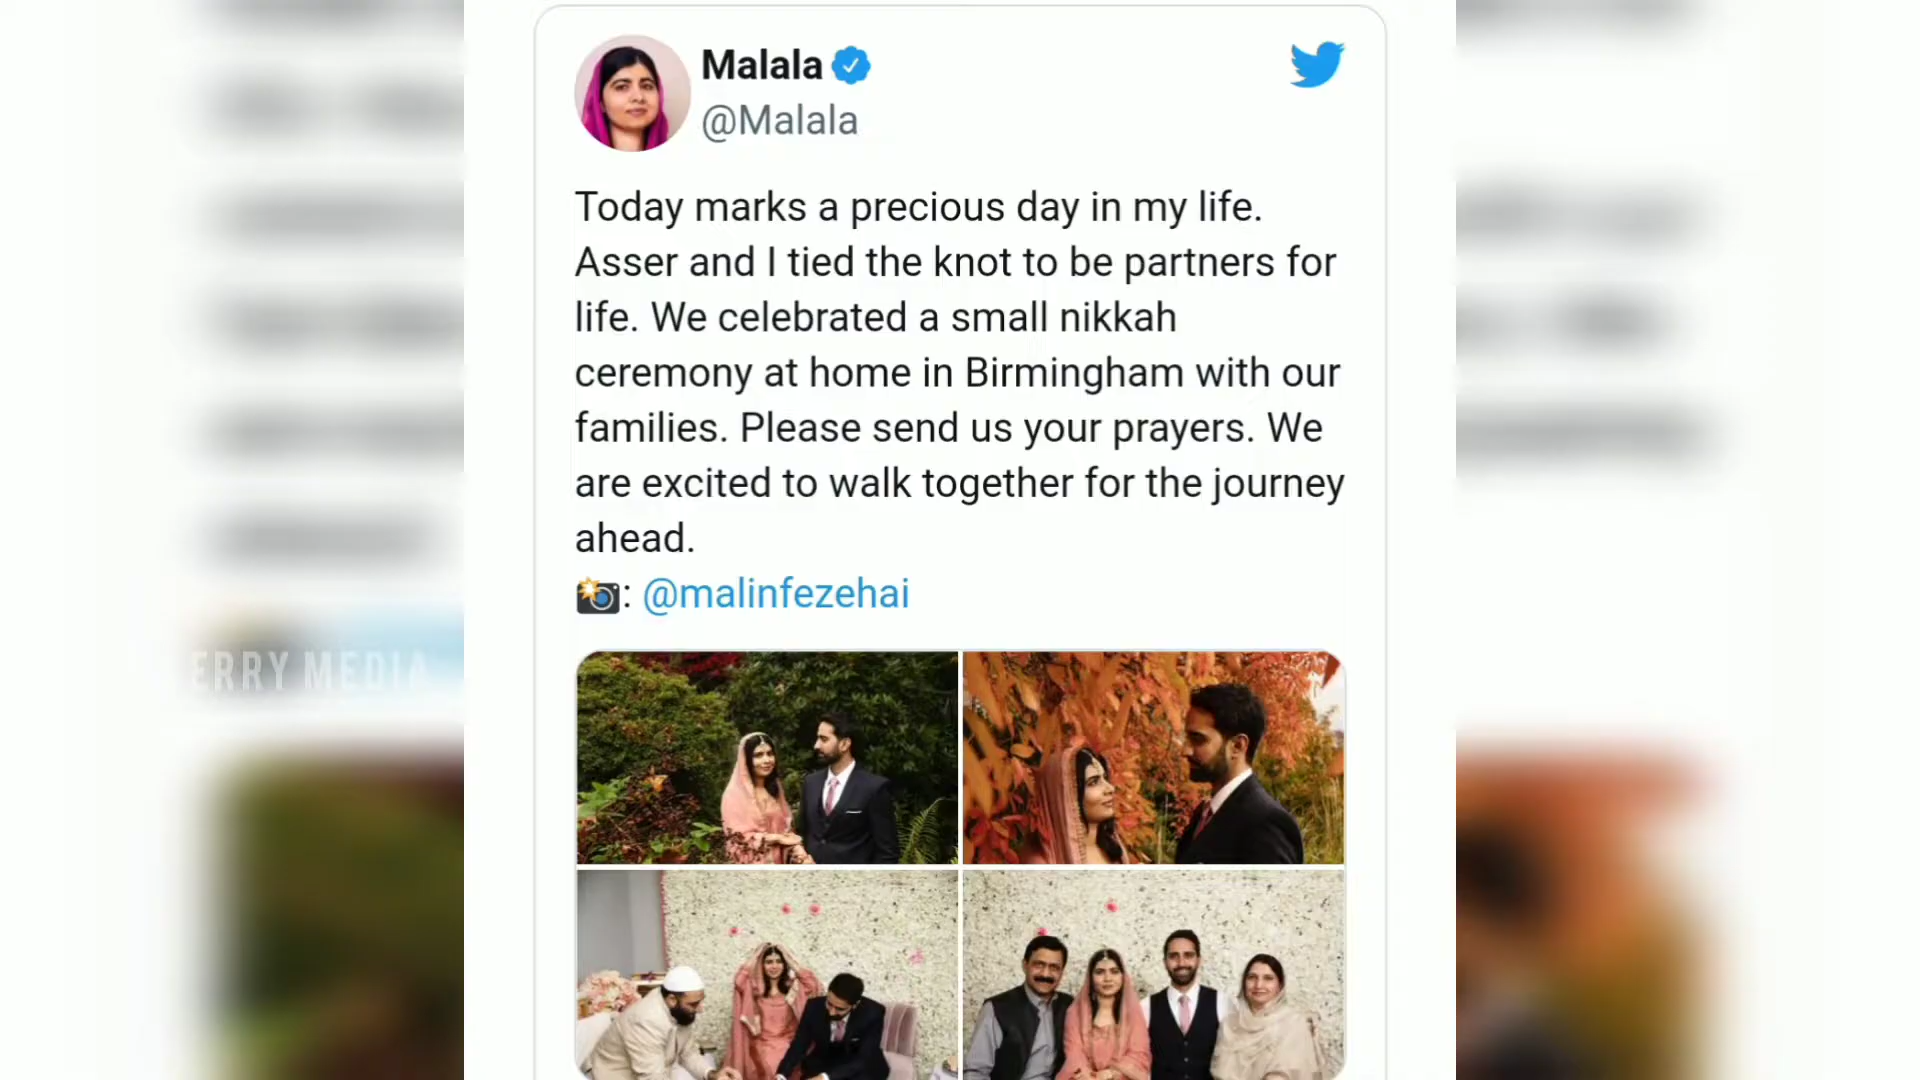 Malala
@Malala
Today marks a precious day in my life.
Asser and I tied the knot to be partners for
life. We celebrated a small nikkah
ceremony at home in Birmingham with our
families. Please send us your prayers. We
are excited to walk together for the journey
ahead.
📸: @malinfezehai
ERRY MEDIA